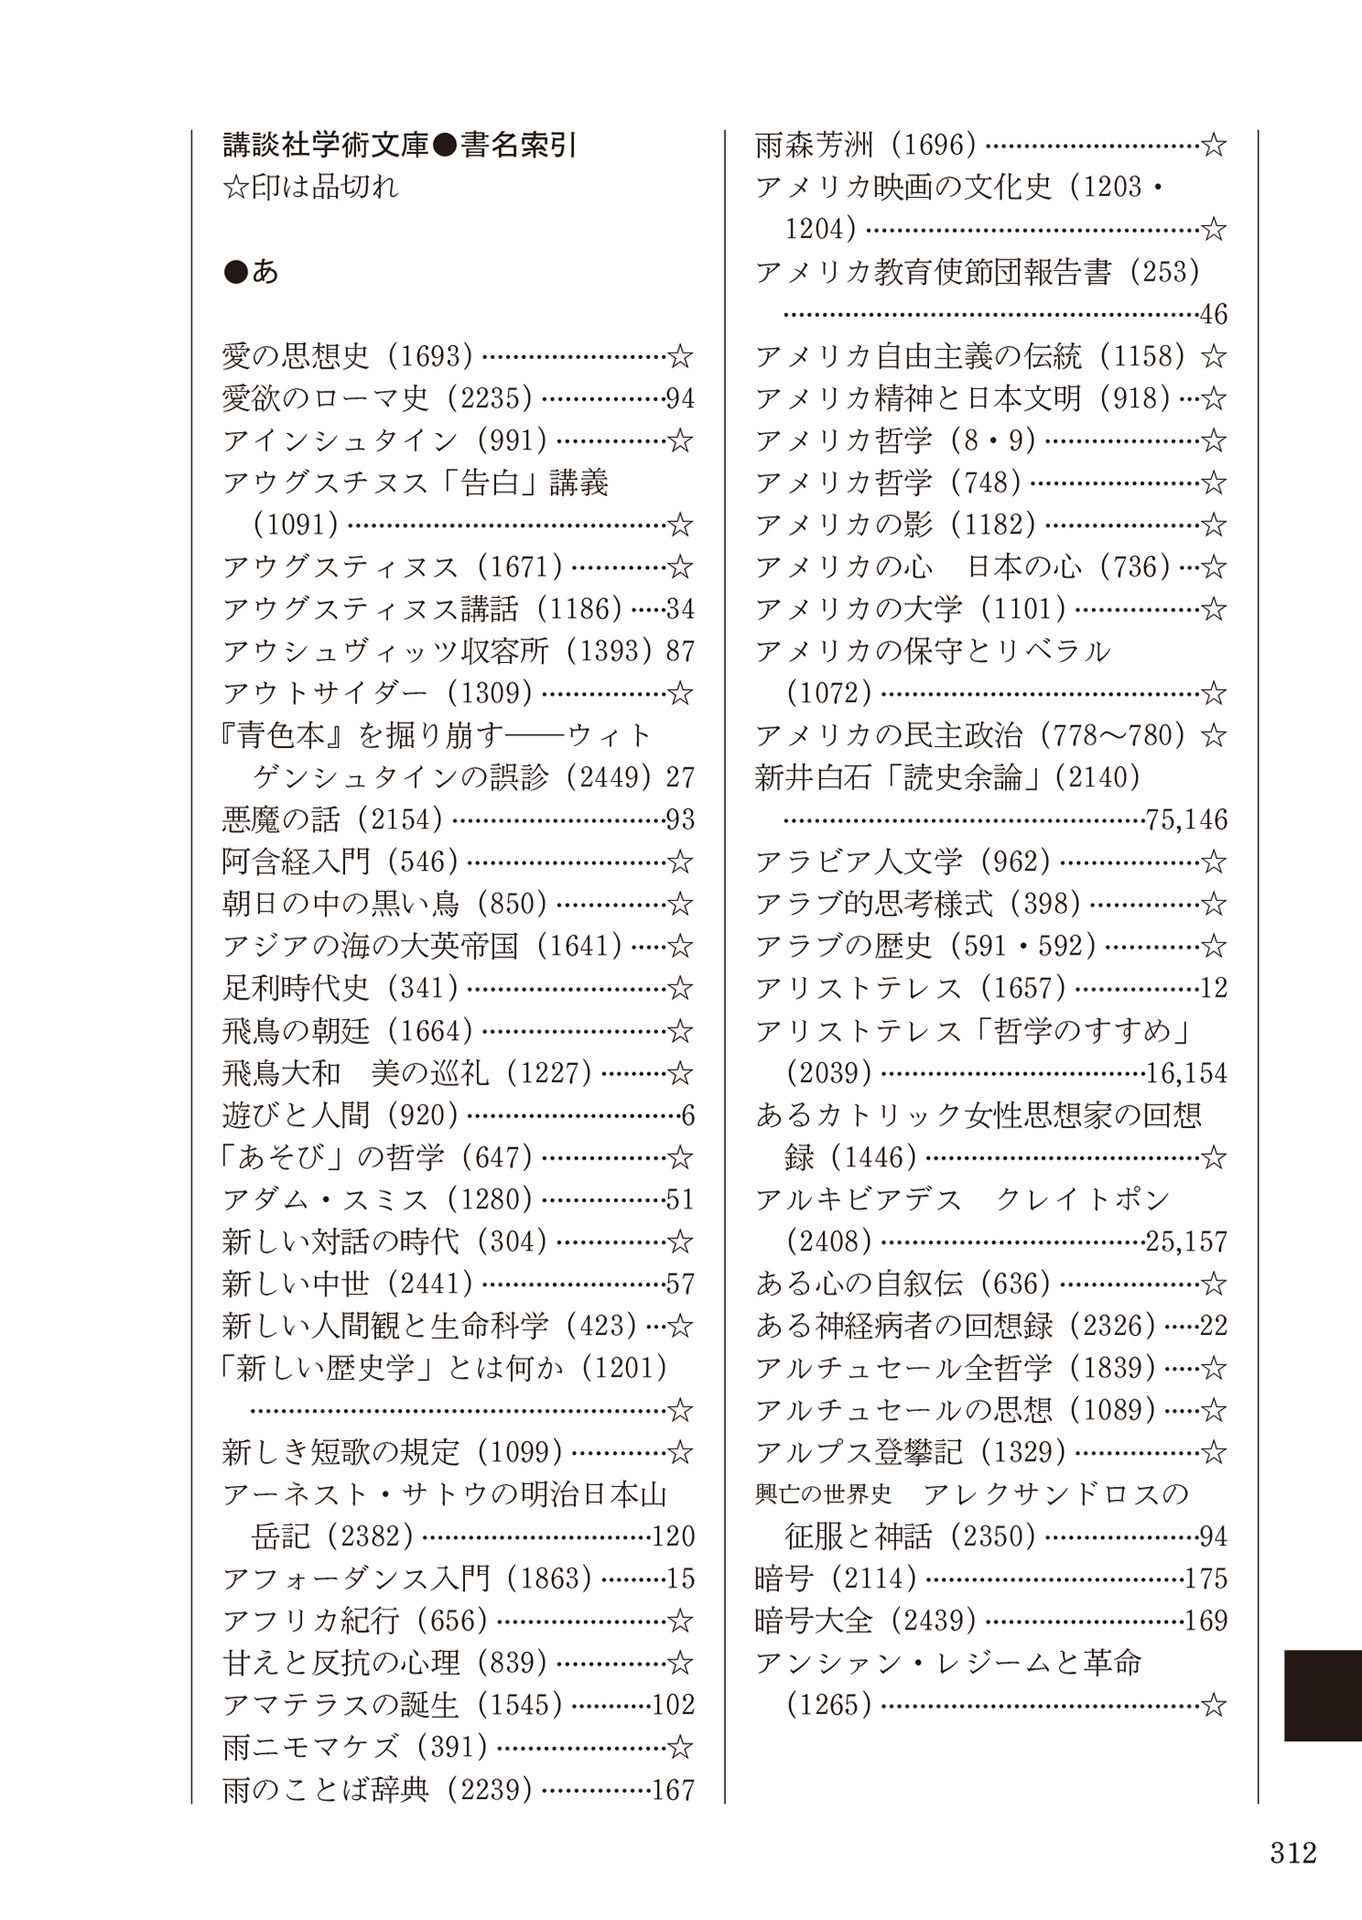 講談社学術文庫●書名索引
☆印は品切れ
●あ
愛の思想史（1693）……………………☆
愛欲のローマ史（2235）……………94
アインシュタイン（991）……………☆
アウグスチヌス「告白」講義
（1091）……………………………………☆
アウグスティヌス（1671）…………☆
アウグスティヌス講話（1186）……34
アウシュヴィッツ収容所（1393）87
アウトサイダー（1309）……………☆
『青色本』を掘り崩す――ウィト
ゲンシュタインの誤診（2449）27
悪魔の話（2154）………………………93
阿含経入門（546）……………………☆
朝日の中の黒い鳥（850）……………☆
アジアの海の大英帝国（1641）……☆
足利時代史（341）……………………☆
飛鳥の朝廷（1664）……………………☆
飛鳥大和　美の巡礼（1227）………☆
遊びと人間（920）………………………6
「あそび」の哲学（647）……………☆
アダム・スミス（1280）……………51
新しい対話の時代（304）……………☆
新しい中世（2441）……………………57
新しい人間観と生命科学（423）…☆
「新しい歴史学」とは何か（1201）
………………………………………………☆
新しき短歌の規定（1099）…………☆
アーネスト・サトウの明治日本山
岳記（2382）…………………………120
アフォーダンス入門（1863）………15
アフリカ紀行（656）…………………☆
甘えと反抗の心理（839）……………☆
アマテラスの誕生（1545）…………102
雨ニモマケズ（391）…………………☆
雨のことば辞典（2239）……………167
雨森芳洲（1696）………………………☆
アメリカ映画の文化史（1203・
1204）……………………………………☆
アメリカ教育使節団報告書（253）
………………………………………………46
アメリカ自由主義の伝統（1158）☆
アメリカ精神と日本文明（918）…☆
アメリカ哲学（8・9）…………………☆
アメリカ哲学（748）…………………☆
アメリカの影（1182）…………………☆
アメリカの心　日本の心（736）…☆
アメリカの大学（1101）……………☆
アメリカの保守とリベラル
（1072）……………………………………☆
アメリカの民主政治（778〜780）☆
新井白石「読史余論」（2140）
…………………………………………75,146
アラビア人文学（962）………………☆
アラブ的思考様式（398）……………☆
アラブの歴史（591・592）…………☆
アリストテレス（1657）……………12
アリストテレス「哲学のすすめ」
（2039）………………………………16,154
あるカトリック女性思想家の回想
録（1446）………………………………☆
アルキビアデス　クレイトポン
（2408）………………………………25,157
ある心の自叙伝（636）………………☆
ある神経病者の回想録（2326）……22
アルチュセール全哲学（1839）……☆
アルチュセールの思想（1089）……☆
アルプス登攀記（1329）……………☆
興亡の世界史　アレクサンドロスの
征服と神話（2350）…………………94
暗号（2114）……………………………175
暗号大全（2439）………………………169
アンシァン・レジームと革命
（1265）……………………………………☆
312